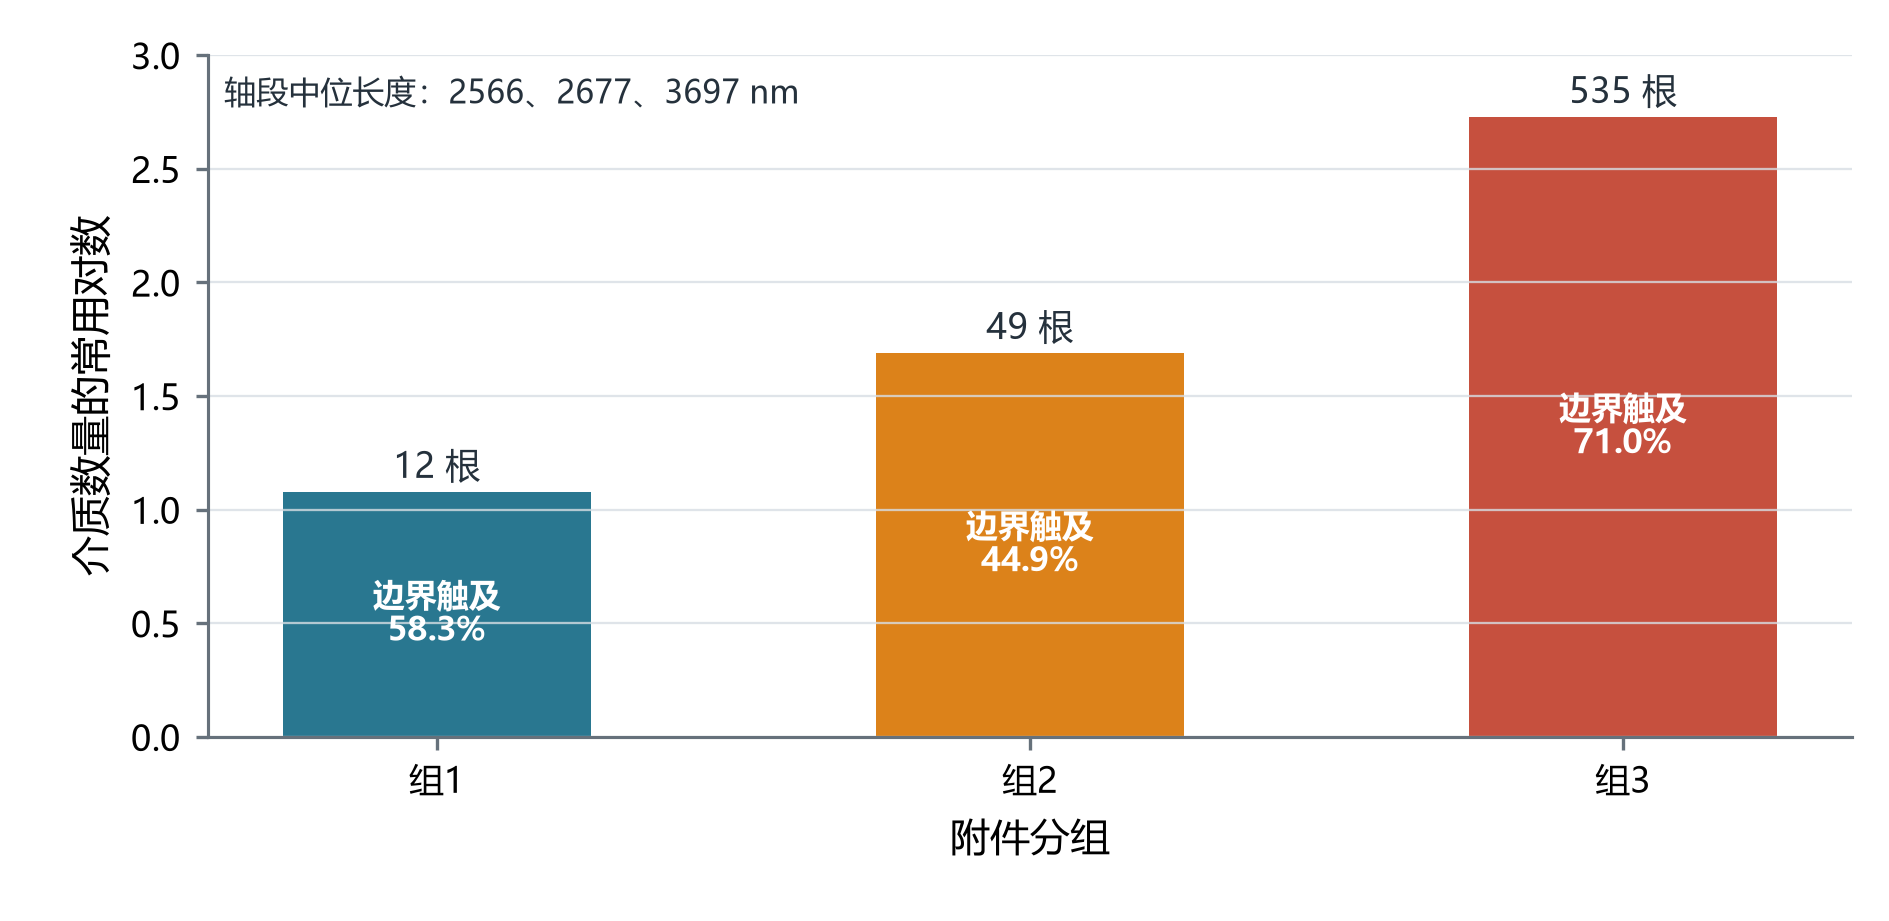 3.0
轴段中位长度：2566、2677、3697 nm
535 根
2.5
2.0
49 根
1.5
边界触及
71.0%
12 根
1.0
边界触及
44.9%
边界触及
58.3%
0.5
0.0
介质数量的常用对数
组1
组2
组3
附件分组